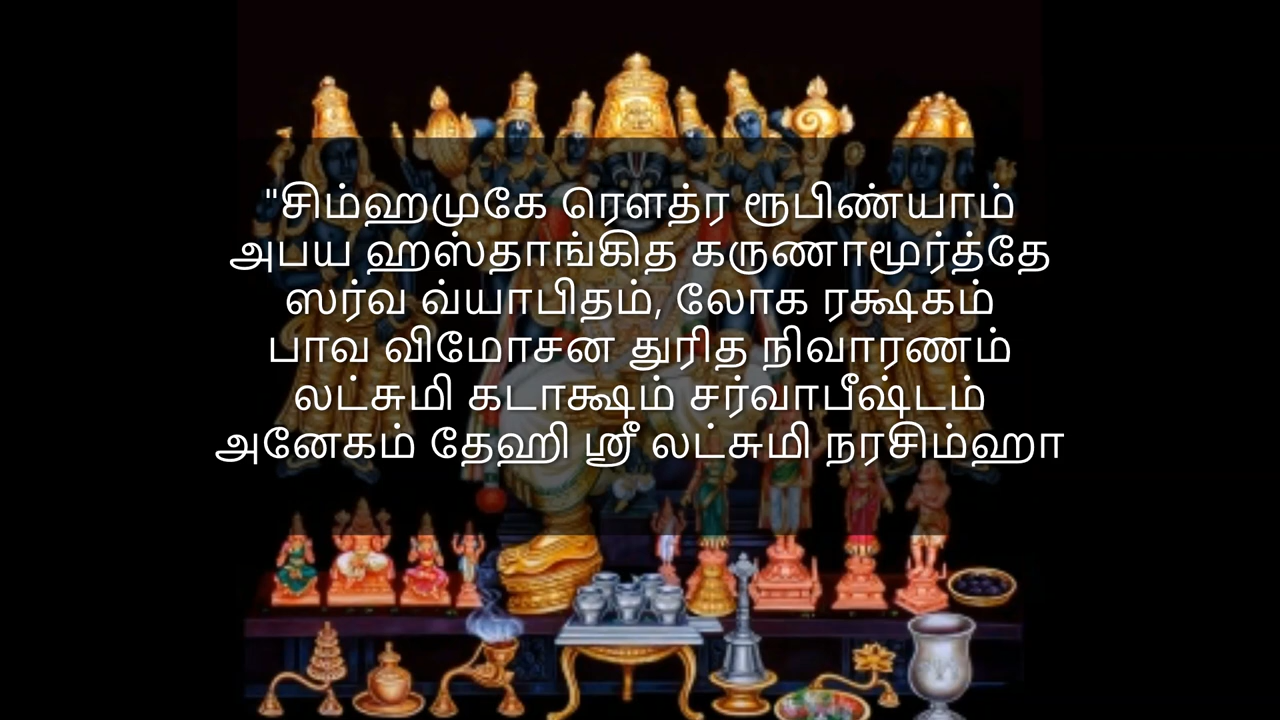 "சிம்ஹமுகே ரௌத்ர ரூபிண்யாம்
அபய ஹஸ்தாங்கித கருணாமூர்த்தே
ஸர்வ வ்யாபிதம், லோக ரக்ஷகம்
பாவ விமோசன துரித நிவாரணம்
லட்சுமி கடாக்ஷம் சர்வாபீஷ்டம்
அனேகம் தேஹி ஸ்ரீ லட்சுமி நரசிம்ஹா